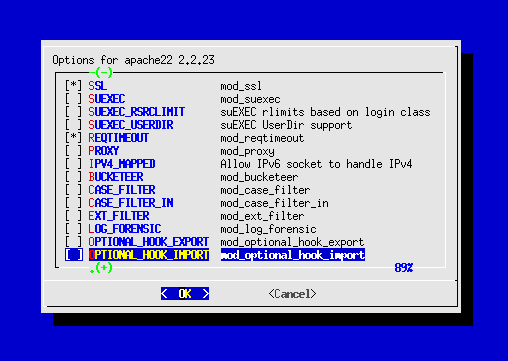 Options for apache22 2.2.23
-(-)
[*] SSL mod_ssl
[ ] SUEXEC mod_suexec
[ ] SUEXEC_RSRCLIMIT suEXEC rlimits based on login class
[ ] SUEXEC_USERDIR suEXEC UserDir support
[*] REQTIMEOUT mod_reqtimeout
[ ] PROXY mod_proxy
[ ] IPV4_MAPPED Allow IPv6 socket to handle IPv4
[ ] BUCKETEER mod_bucketeer
[ ] CASE_FILTER mod_case_filter
[ ] CASE_FILTER_IN mod_case_filter_in
[ ] EXT_FILTER mod_ext_filter
[ ] LOG_FORENSIC mod_log_forensic
[ ] OPTIONAL_HOOK_EXPORT mod_optional_hook_export
[ ] OPTIONAL_HOOK_IMPORT mod_optional_hook_import
.(+) 89%
< OK > <Cancel>